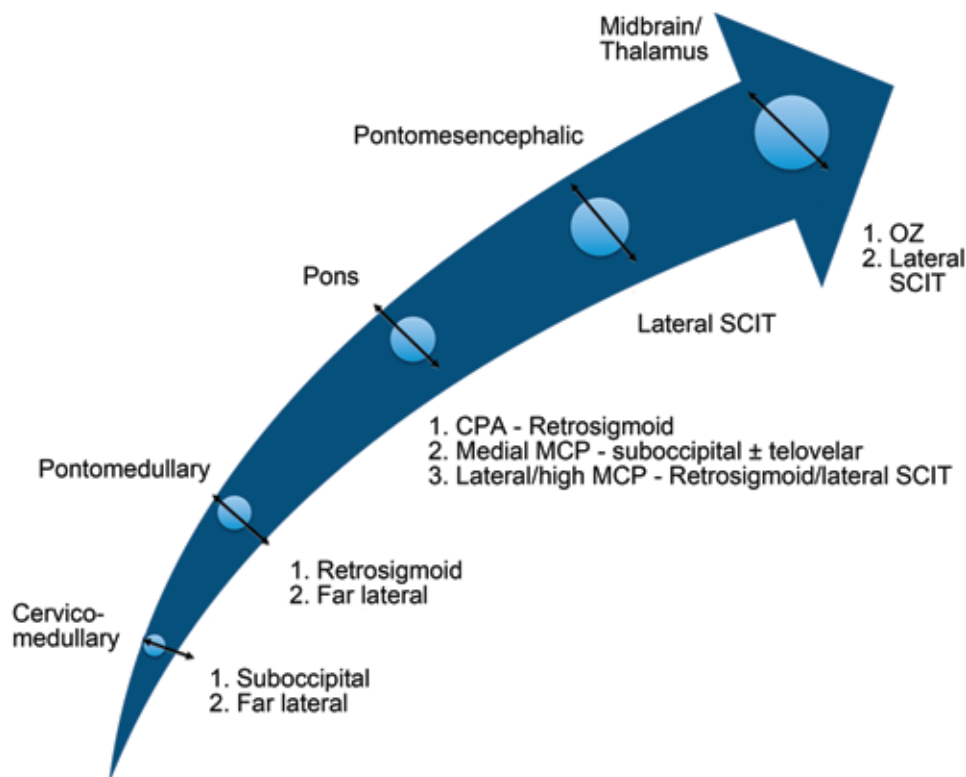 Midbrain/
Thalamus
Pontomesencephalic
1. OZ
2. Lateral
SCIT
Pons
Lateral SCIT
1. CPA - Retrosigmoid
2. Medial MCP - suboccipital ± telovelar
3. Lateral/high MCP - Retrosigmoid/lateral SCIT
Pontomedullary
1. Retrosigmoid
2. Far lateral
Cervico-
medullary
1. Suboccipital
2. Far lateral